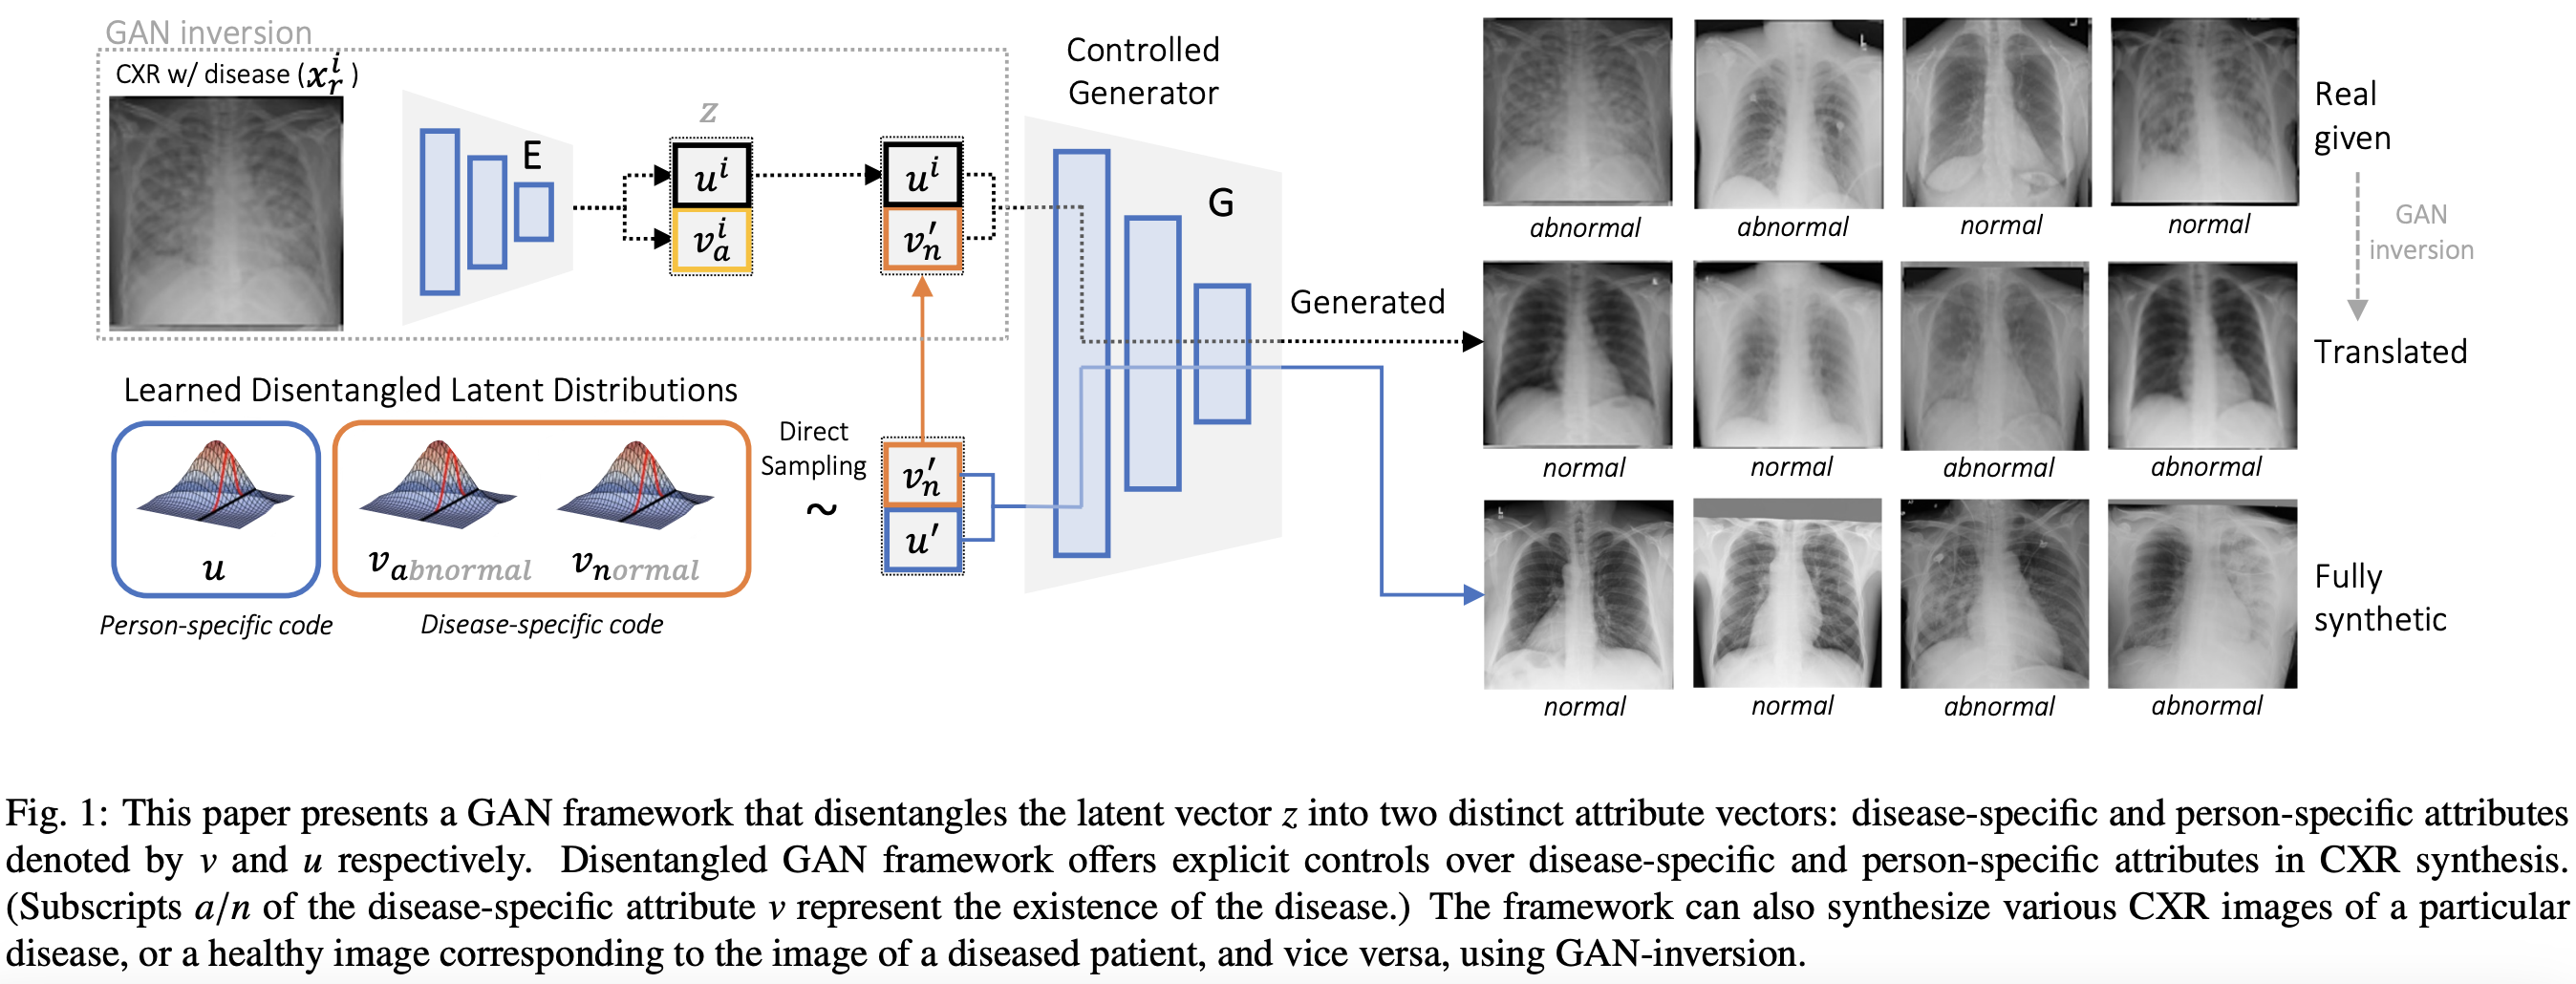 GAN inversion
CXR w/ disease (x_r^i)
E
z
u^i
v_a^i
u^i
v'_n
Controlled
Generator
G
Generated
Learned Disentangled Latent Distributions
u
v_abnormal
v_normal
Person-specific code
Disease-specific code
Direct
Sampling
~
v'_n
u'
abnormal
abnormal
normal
normal
Real
given
GAN
inversion
normal
normal
abnormal
abnormal
Translated
normal
normal
abnormal
abnormal
Fully
synthetic
Fig. 1: This paper presents a GAN framework that disentangles the latent vector z into two distinct attribute vectors: disease-specific and person-specific attributes
denoted by v and u respectively. Disentangled GAN framework offers explicit controls over disease-specific and person-specific attributes in CXR synthesis.
(Subscripts a/n of the disease-specific attribute v represent the existence of the disease.) The framework can also synthesize various CXR images of a particular
disease, or a healthy image corresponding to the image of a diseased patient, and vice versa, using GAN-inversion.